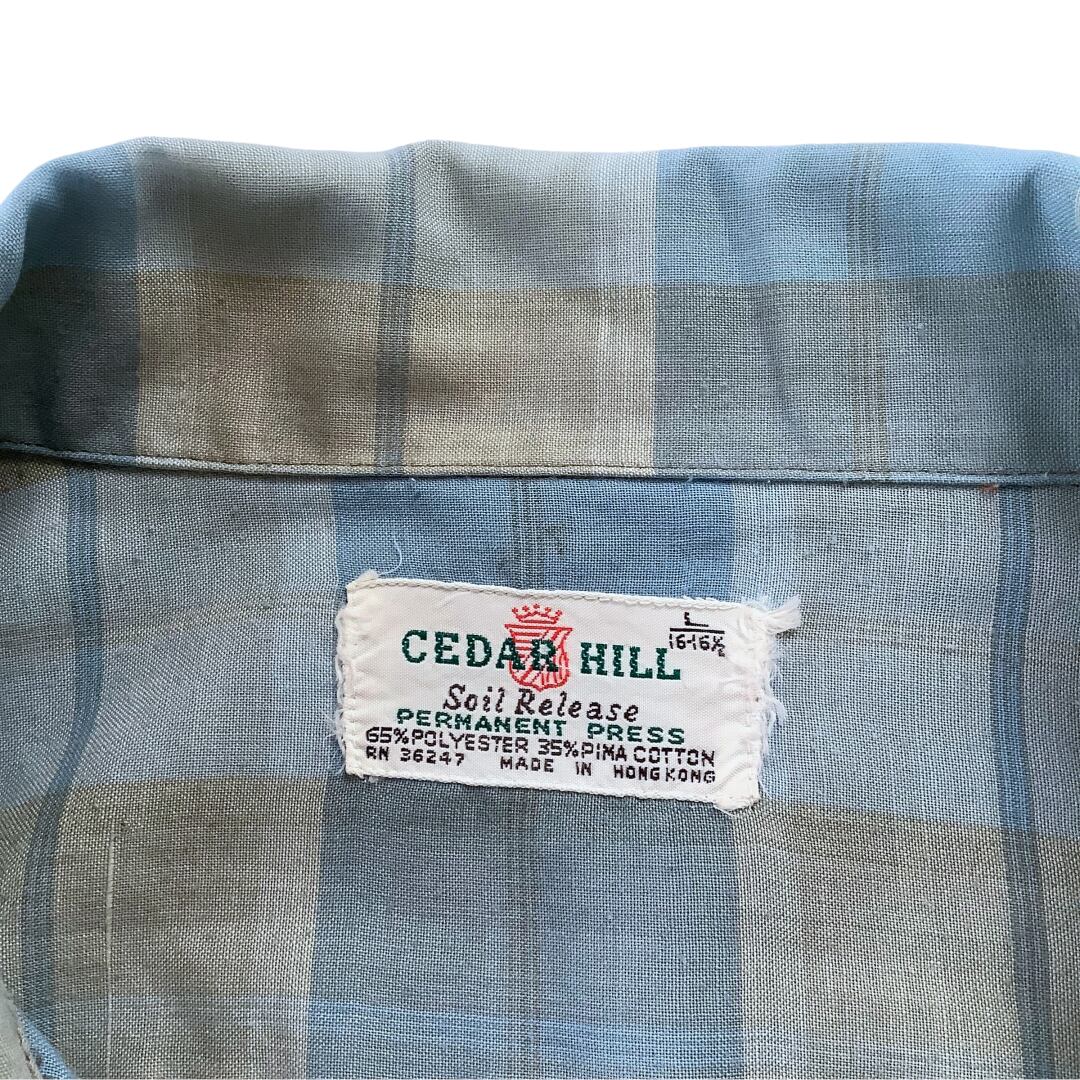 CEDAR HILL
L
16-16½
Soil Release
PERMANENT PRESS
65% POLYESTER 35% PIMA COTTON
RN 36247 MADE IN HONG KONG